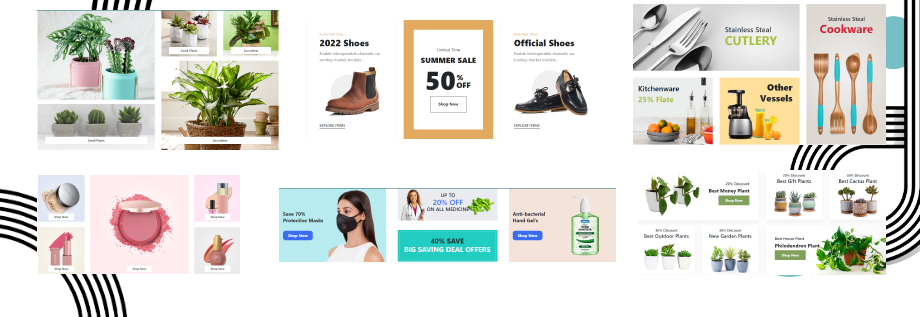 Small Plants
Succulents
Small Plants
Succulents
2022 Shoes
Enable interoperable channels via
turnkey market models..
EXPLORE ITEMS
Limited Time
SUMMER SALE
50% OFF
Shop Now
Official Shoes
Enable interoperable channels via
turnkey market models..
EXPLORE ITEMS
Stainless Steal
CUTLERY
Stainless Steal
Cookware
Kitchenware
25% Flate
Other
Vessels
Shop Now
Shop Now
Shop Now
Shop Now
Shop Now
Save 70%
Protective Masks
Shop Now
UP TO
20% OFF
ON ALL MEDICINE
40% SAVE
BIG SAVING DEAL OFFERS
Anti-bacterial
Hand Gel's
Shop Now
20% Discount
Best Money Plant
Shop Now
20% Discount
Best Gift Plants
20% Discount
Best Cactus Plant
30% Discount
Best Outdoor Plants
20% Discount
New Garden Plants
Best House Plant
Philodendron Plant
Shop Now